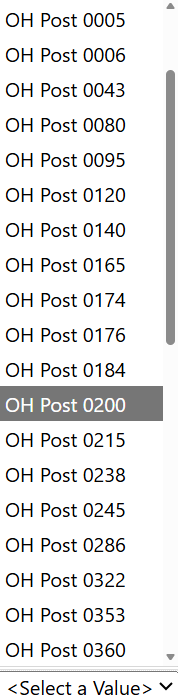 OH Post 0005
OH Post 0006
OH Post 0043
OH Post 0080
OH Post 0095
OH Post 0120
OH Post 0140
OH Post 0165
OH Post 0174
OH Post 0176
OH Post 0184
OH Post 0200
OH Post 0215
OH Post 0238
OH Post 0245
OH Post 0286
OH Post 0322
OH Post 0353
OH Post 0360
<Select a Value>